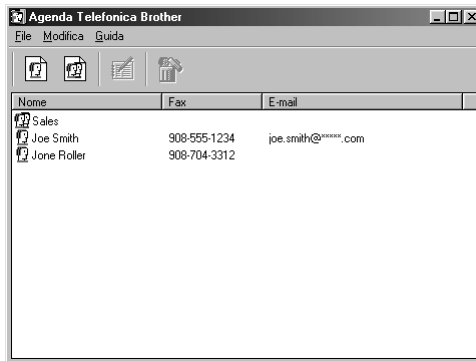 Agenda Telefonica Brother
File Modifica Guida
Nome Fax E-mail
Sales
Joe Smith 908-555-1234 joe.smith@*****.com
Jone Roller 908-704-3312